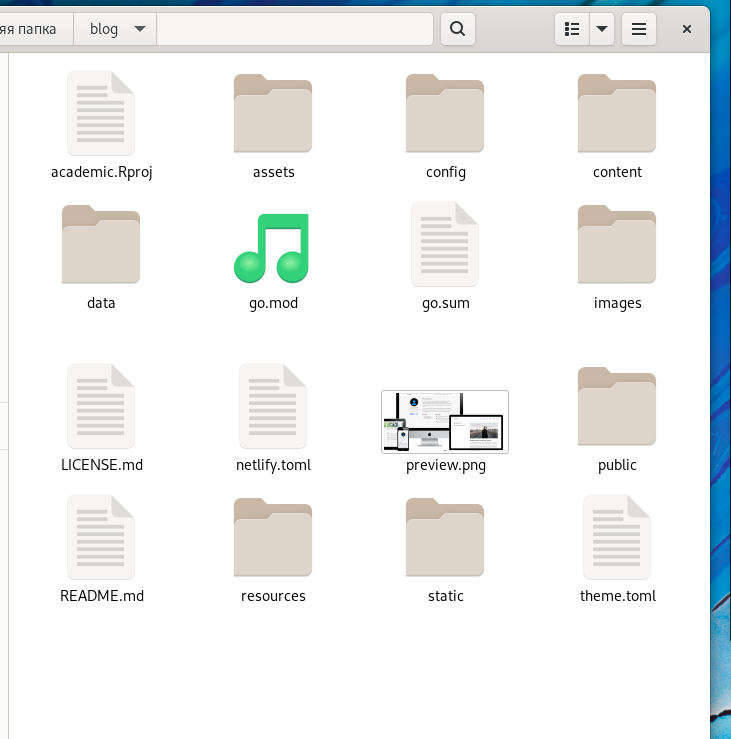 яя папка blog
academic.Rproj assets config content
data go.mod go.sum images
LICENSE.md netlify.toml preview.png public
README.md resources static theme.toml